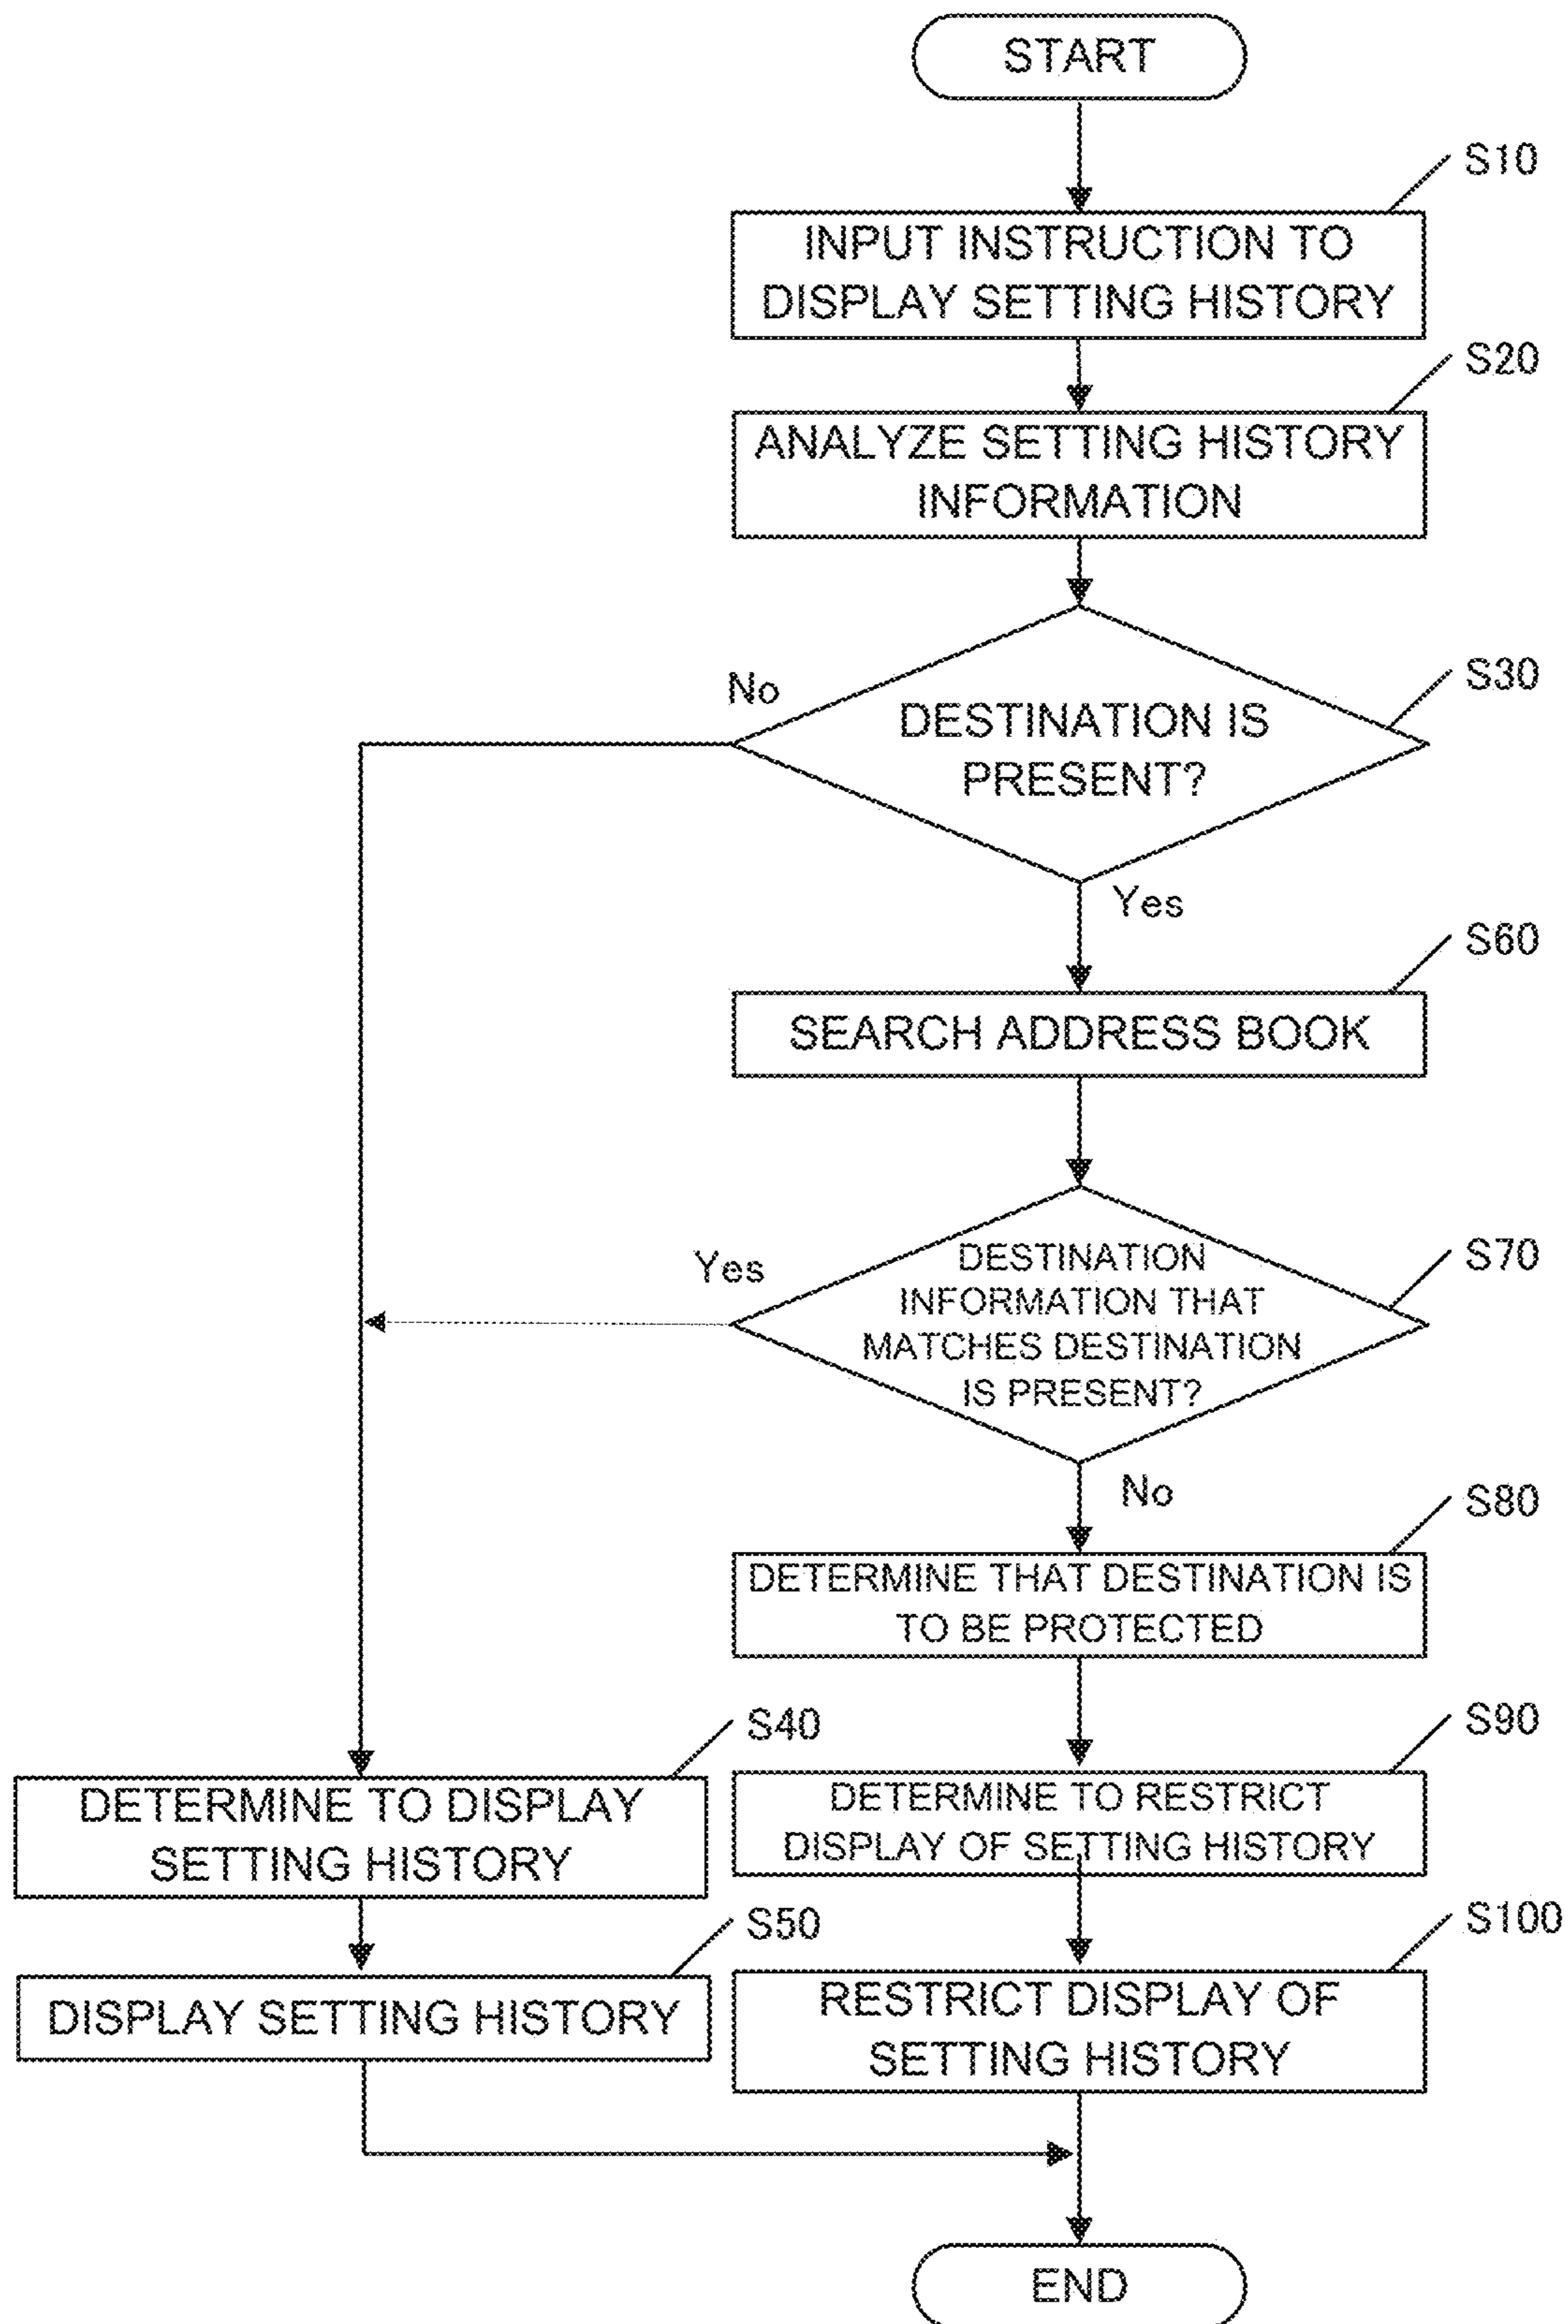 START
S10
INPUT INSTRUCTION TO
DISPLAY SETTING HISTORY
S20
ANALYZE SETTING HISTORY
INFORMATION
S30
No
DESTINATION IS
PRESENT?
Yes
S60
SEARCH ADDRESS BOOK
S70
Yes
DESTINATION
INFORMATION THAT
MATCHES DESTINATION
IS PRESENT?
No
S80
DETERMINE THAT DESTINATION IS
TO BE PROTECTED
S40
DETERMINE TO DISPLAY
SETTING HISTORY
S90
DETERMINE TO RESTRICT
DISPLAY OF SETTING HISTORY
S50
DISPLAY SETTING HISTORY
S100
RESTRICT DISPLAY OF
SETTING HISTORY
END